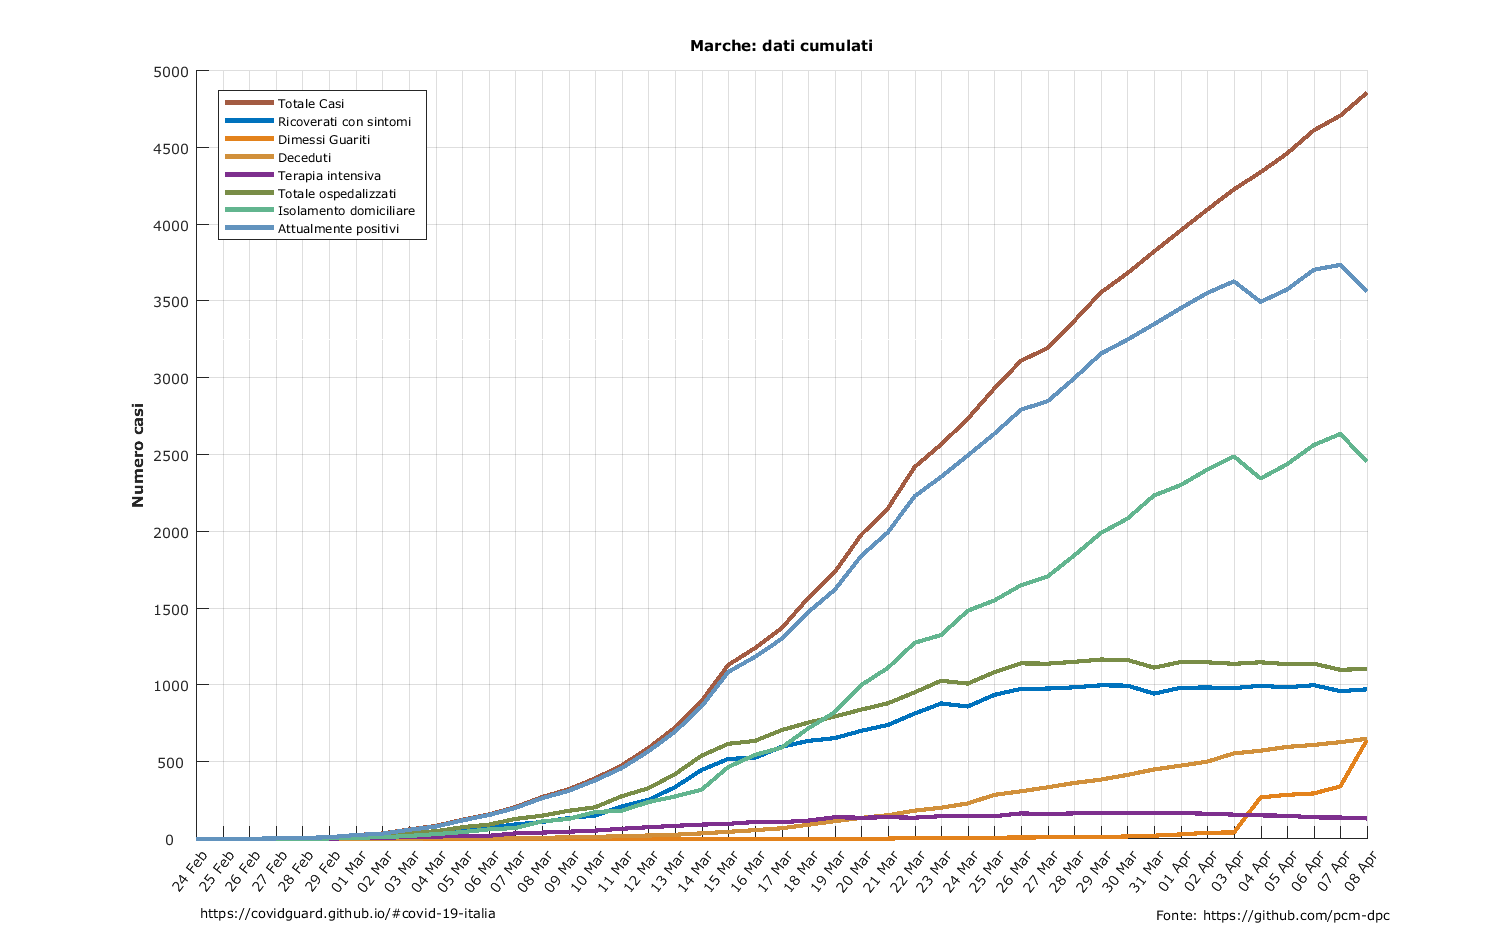 Marche: dati cumulati
5000
4500
4000
3500
3000
2500
2000
1500
1000
500
0
Numero casi
Totale Casi
Ricoverati con sintomi
Dimessi Guariti
Deceduti
Terapia intensiva
Totale ospedalizzati
Isolamento domiciliare
Attualmente positivi
24 Feb
25 Feb
26 Feb
27 Feb
28 Feb
29 Feb
01 Mar
02 Mar
03 Mar
04 Mar
05 Mar
06 Mar
07 Mar
08 Mar
09 Mar
10 Mar
11 Mar
12 Mar
13 Mar
14 Mar
15 Mar
16 Mar
17 Mar
18 Mar
19 Mar
20 Mar
21 Mar
22 Mar
23 Mar
24 Mar
25 Mar
26 Mar
27 Mar
28 Mar
29 Mar
30 Mar
31 Mar
01 Apr
02 Apr
03 Apr
04 Apr
05 Apr
06 Apr
07 Apr
08 Apr
https://covidguard.github.io/#covid-19-italia
Fonte: https://github.com/pcm-dpc